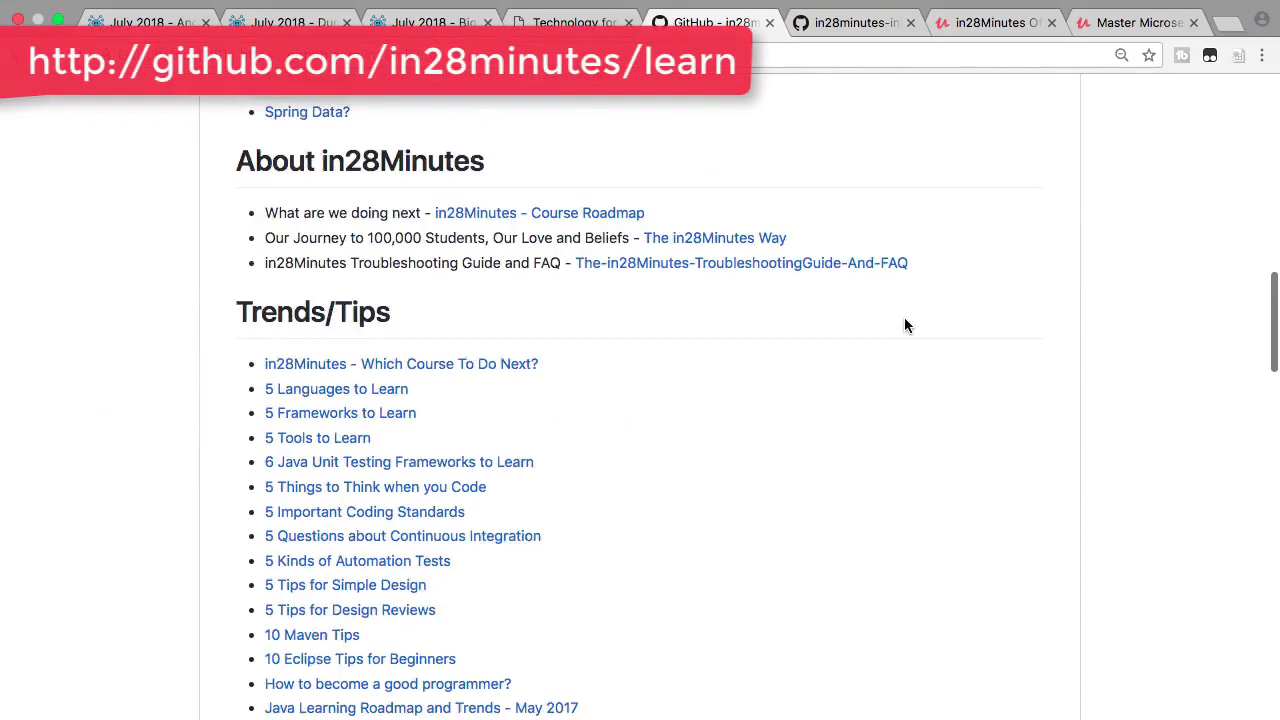 July 2018 - An
July 2018 - Du
July 2018 - Big
Technology for
GitHub - in28m
in28minutes-in
in28Minutes Of
Master Microse
http://github.com/in28minutes/learn
Spring Data?
About in28Minutes
What are we doing next - in28Minutes - Course Roadmap
Our Journey to 100,000 Students, Our Love and Beliefs - The in28Minutes Way
in28Minutes Troubleshooting Guide and FAQ - The-in28Minutes-TroubleshootingGuide-And-FAQ
Trends/Tips
in28Minutes - Which Course To Do Next?
5 Languages to Learn
5 Frameworks to Learn
5 Tools to Learn
6 Java Unit Testing Frameworks to Learn
5 Things to Think when you Code
5 Important Coding Standards
5 Questions about Continuous Integration
5 Kinds of Automation Tests
5 Tips for Simple Design
5 Tips for Design Reviews
10 Maven Tips
10 Eclipse Tips for Beginners
How to become a good programmer?
Java Learning Roadmap and Trends - May 2017